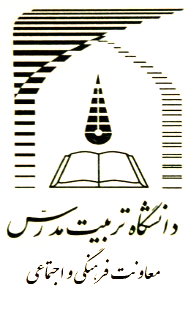 دانشگاه تربیت مدرس
معاونت فرهنگی و اجتماعی